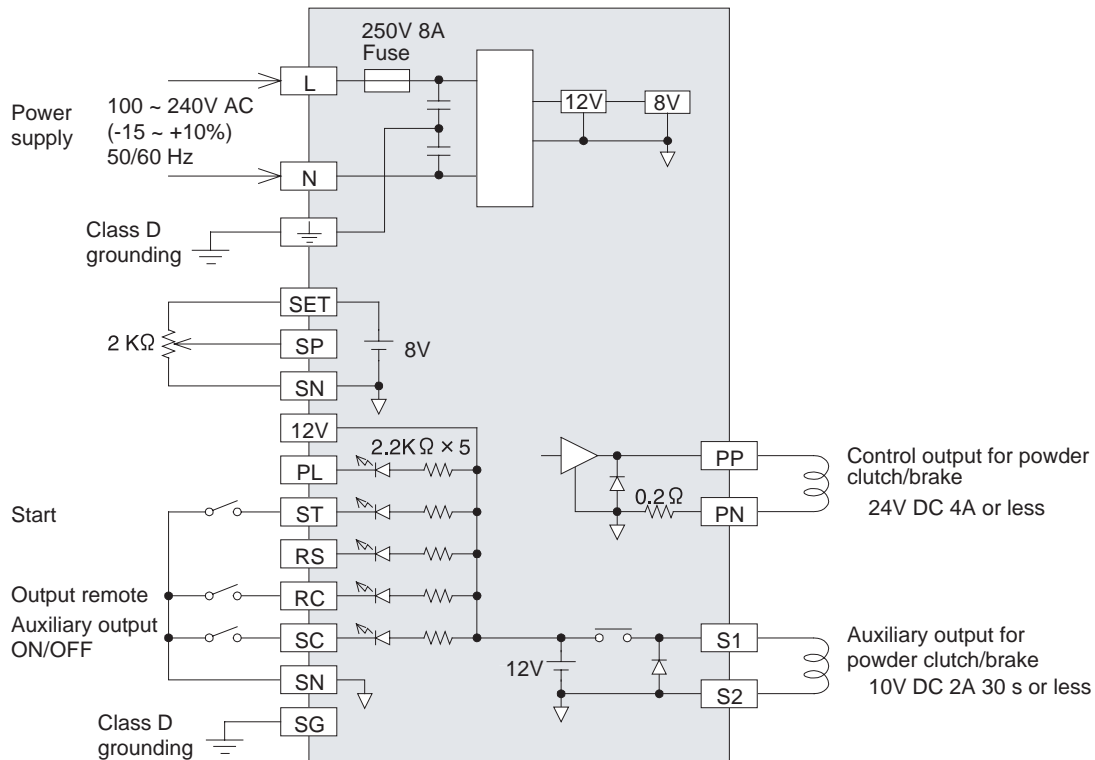 250V 8A
Fuse
L
Power
supply
100 ~ 240V AC
(-15 ~ +10%)
50/60 Hz
12V
8V
N
Class D
grounding
SET
2 KΩ
SP
8V
SN
12V
2.2KΩ × 5
PL
Start
ST
RS
Output remote
RC
Auxiliary output
ON/OFF
SC
SN
Class D
grounding
SG
PP
0.2Ω
PN
Control output for powder
clutch/brake
24V DC 4A or less
12V
S1
S2
Auxiliary output for
powder clutch/brake
10V DC 2A 30 s or less